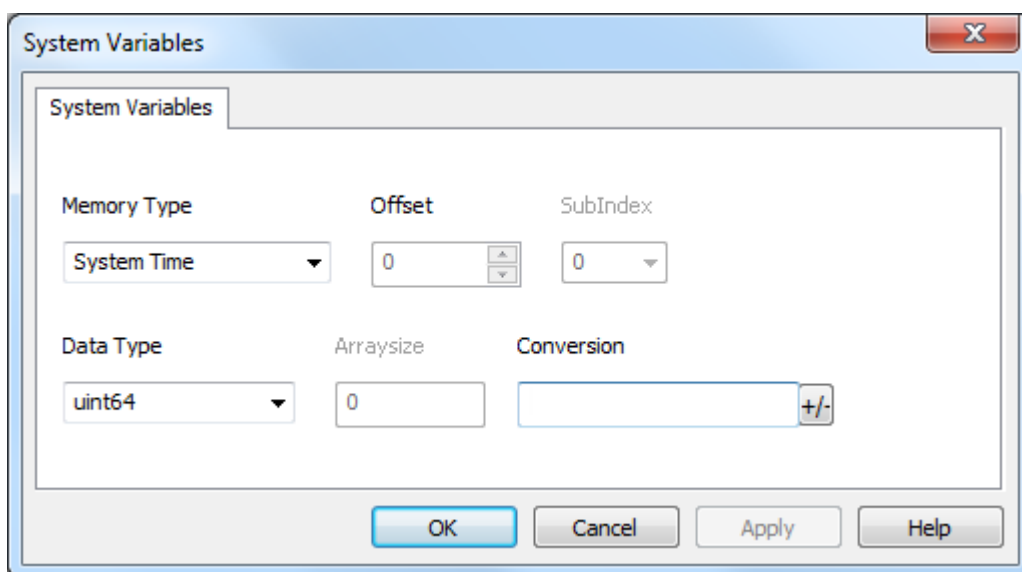 System Variables
System Variables
Memory Type Offset SubIndex
System Time 0 0
Data Type Arraysize Conversion
uint64 0 +/-
OK Cancel Apply Help